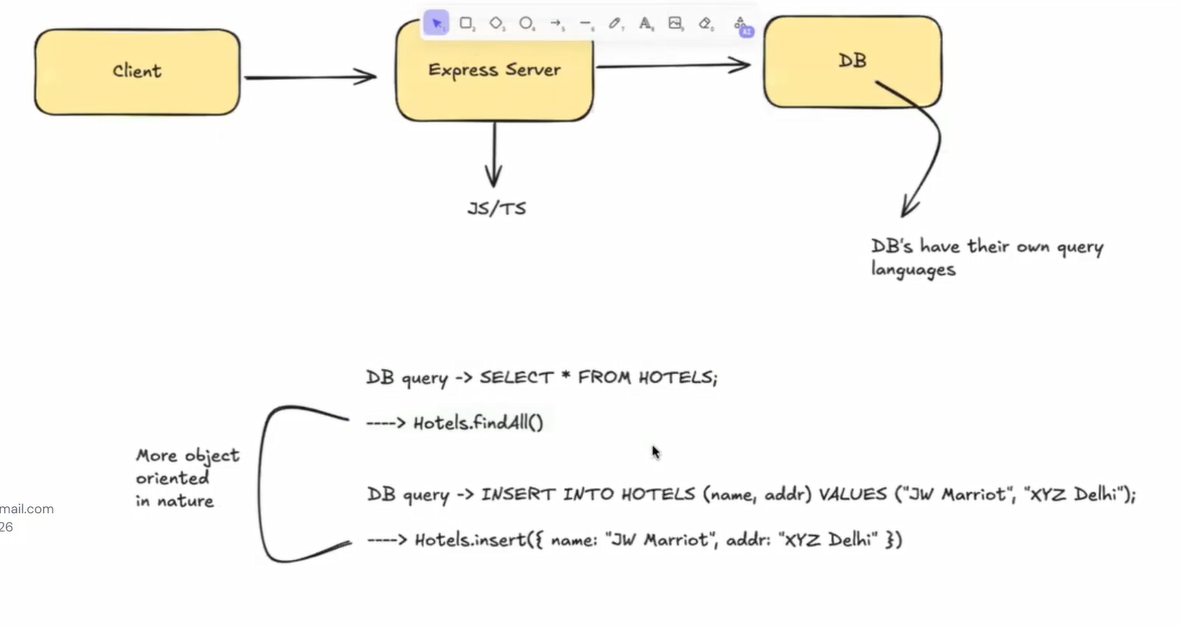 Client
Express Server
DB
JS/TS
DB's have their own query
languages
DB query -> SELECT * FROM HOTELS;
----> Hotels.findAll()
More object
oriented
in nature
DB query -> INSERT INTO HOTELS (name, addr) VALUES ("JW Marriot", "XYZ Delhi");
----> Hotels.insert({ name: "JW Marriot", addr: "XYZ Delhi" })
mail.com
26